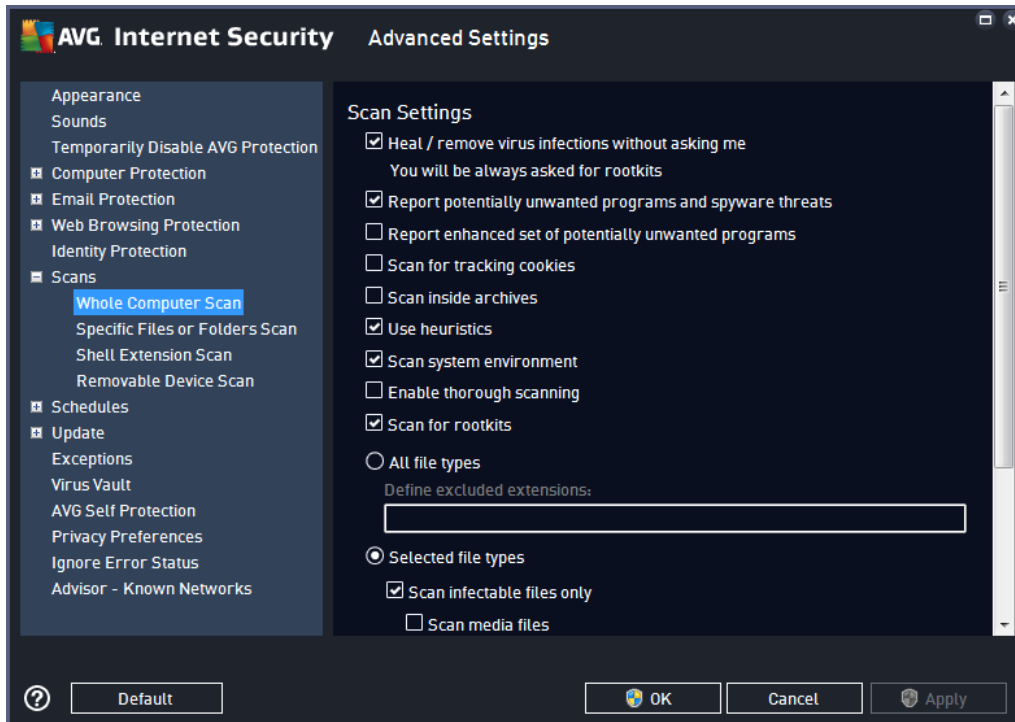 AVG. Internet Security Advanced Settings
Appearance
Sounds
Temporarily Disable AVG Protection
Computer Protection
Email Protection
Web Browsing Protection
Identity Protection
Scans
Whole Computer Scan
Specific Files or Folders Scan
Shell Extension Scan
Removable Device Scan
Schedules
Update
Exceptions
Virus Vault
AVG Self Protection
Privacy Preferences
Ignore Error Status
Advisor - Known Networks
Scan Settings
Heal / remove virus infections without asking me
You will be always asked for rootkits
Report potentially unwanted programs and spyware threats
Report enhanced set of potentially unwanted programs
Scan for tracking cookies
Scan inside archives
Use heuristics
Scan system environment
Enable thorough scanning
Scan for rootkits
All file types
Define excluded extensions:
Selected file types
Scan infectable files only
Scan media files
? Default OK Cancel Apply